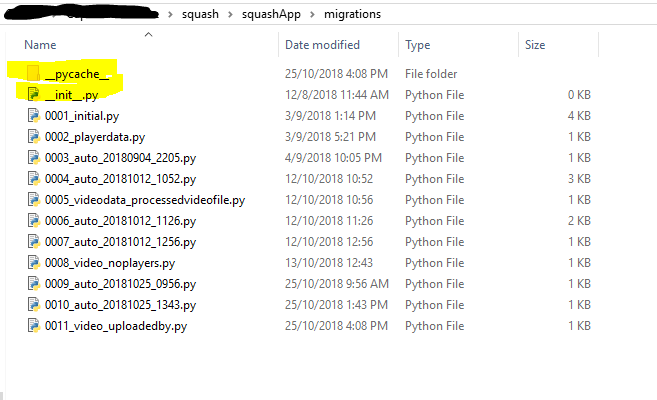 squash > squashApp > migrations
Name Date modified Type Size
__pycache__ 25/10/2018 4:08 PM File folder
__init__.py 12/8/2018 11:44 AM Python File 0 KB
0001_initial.py 3/9/2018 1:14 PM Python File 4 KB
0002_playerdata.py 3/9/2018 5:21 PM Python File 1 KB
0003_auto_20180904_2205.py 4/9/2018 10:05 PM Python File 1 KB
0004_auto_20181012_1052.py 12/10/2018 10:52 Python File 3 KB
0005_videodata_processedvideofile.py 12/10/2018 10:56 Python File 1 KB
0006_auto_20181012_1126.py 12/10/2018 11:26 Python File 2 KB
0007_auto_20181012_1256.py 12/10/2018 12:56 Python File 1 KB
0008_video_noplayers.py 13/10/2018 12:43 Python File 1 KB
0009_auto_20181025_0956.py 25/10/2018 9:56 AM Python File 1 KB
0010_auto_20181025_1343.py 25/10/2018 1:43 PM Python File 1 KB
0011_video_uploadedby.py 25/10/2018 4:08 PM Python File 1 KB